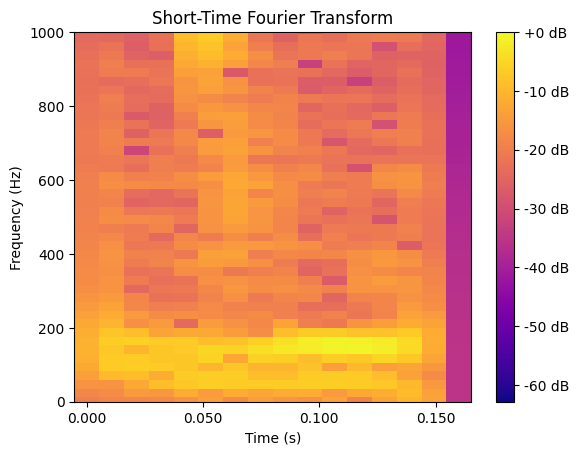 Short-Time Fourier Transform
1000
800
600
400
200
0
Frequency (Hz)
0.000
0.050
0.100
0.150
Time (s)
+0 dB
-10 dB
-20 dB
-30 dB
-40 dB
-50 dB
-60 dB